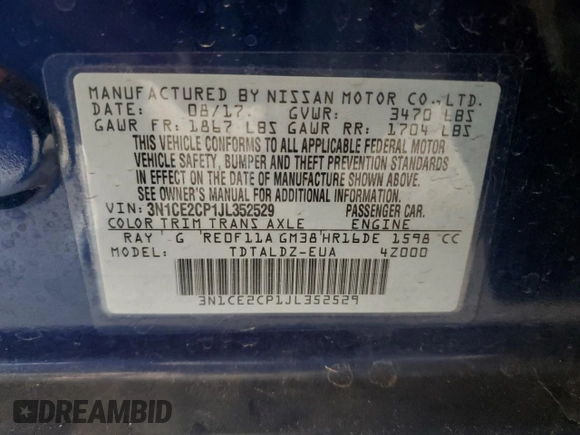 MANUFACTURED BY NISSAN MOTOR CO., LTD.
DATE: 08/17 GVWR: 3470 LBS
GAWR FR: 1867 LBS GAWR RR: 1704 LBS
THIS VEHICLE CONFORMS TO ALL APPLICABLE FEDERAL MOTOR
VEHICLE SAFETY, BUMPER AND THEFT PREVENTION STANDARDS
IN EFFECT ON THE DATE OF MANUFACTURE SHOWN ABOVE.
SEE OWNER'S MANUAL FOR ADDITIONAL INFORMATION.
VIN: 3N1CE2CP1JL352529 PASSENGER CAR.
COLOR TRIM TRANS AXLE ENGINE
RAY G RE0F11A GM38 HR16DE 1598 CC
MODEL: TDTALDZ-EUA 4Z000
3N1CE2CP1JL352529
DREAMBID